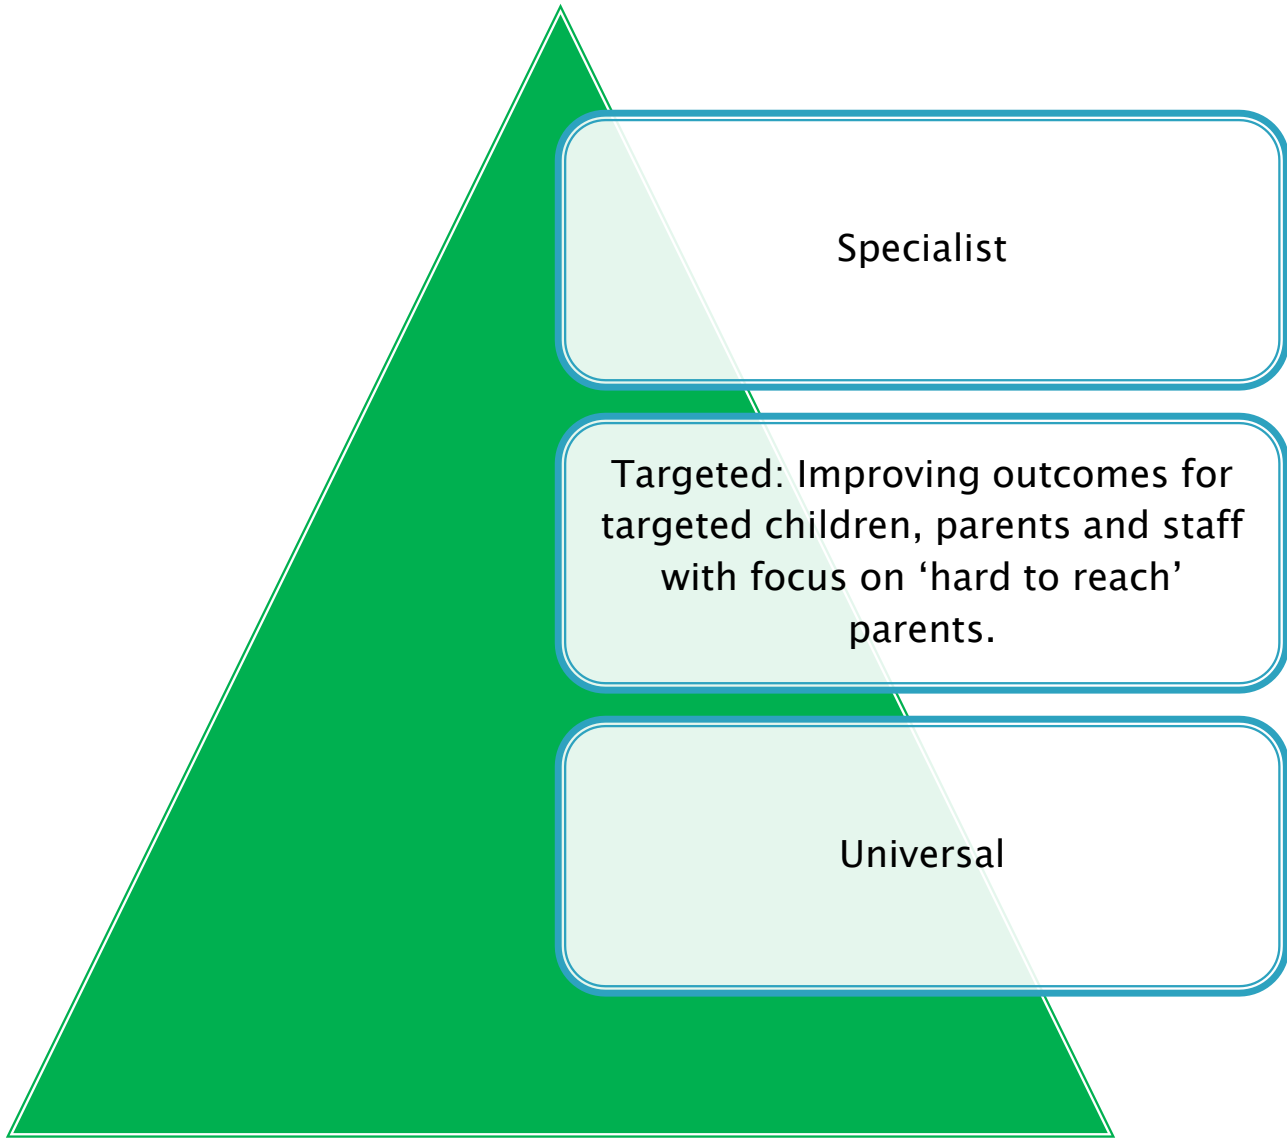 Specialist
Targeted: Improving outcomes for
targeted children, parents and staff
with focus on ‘hard to reach’
parents.
Universal